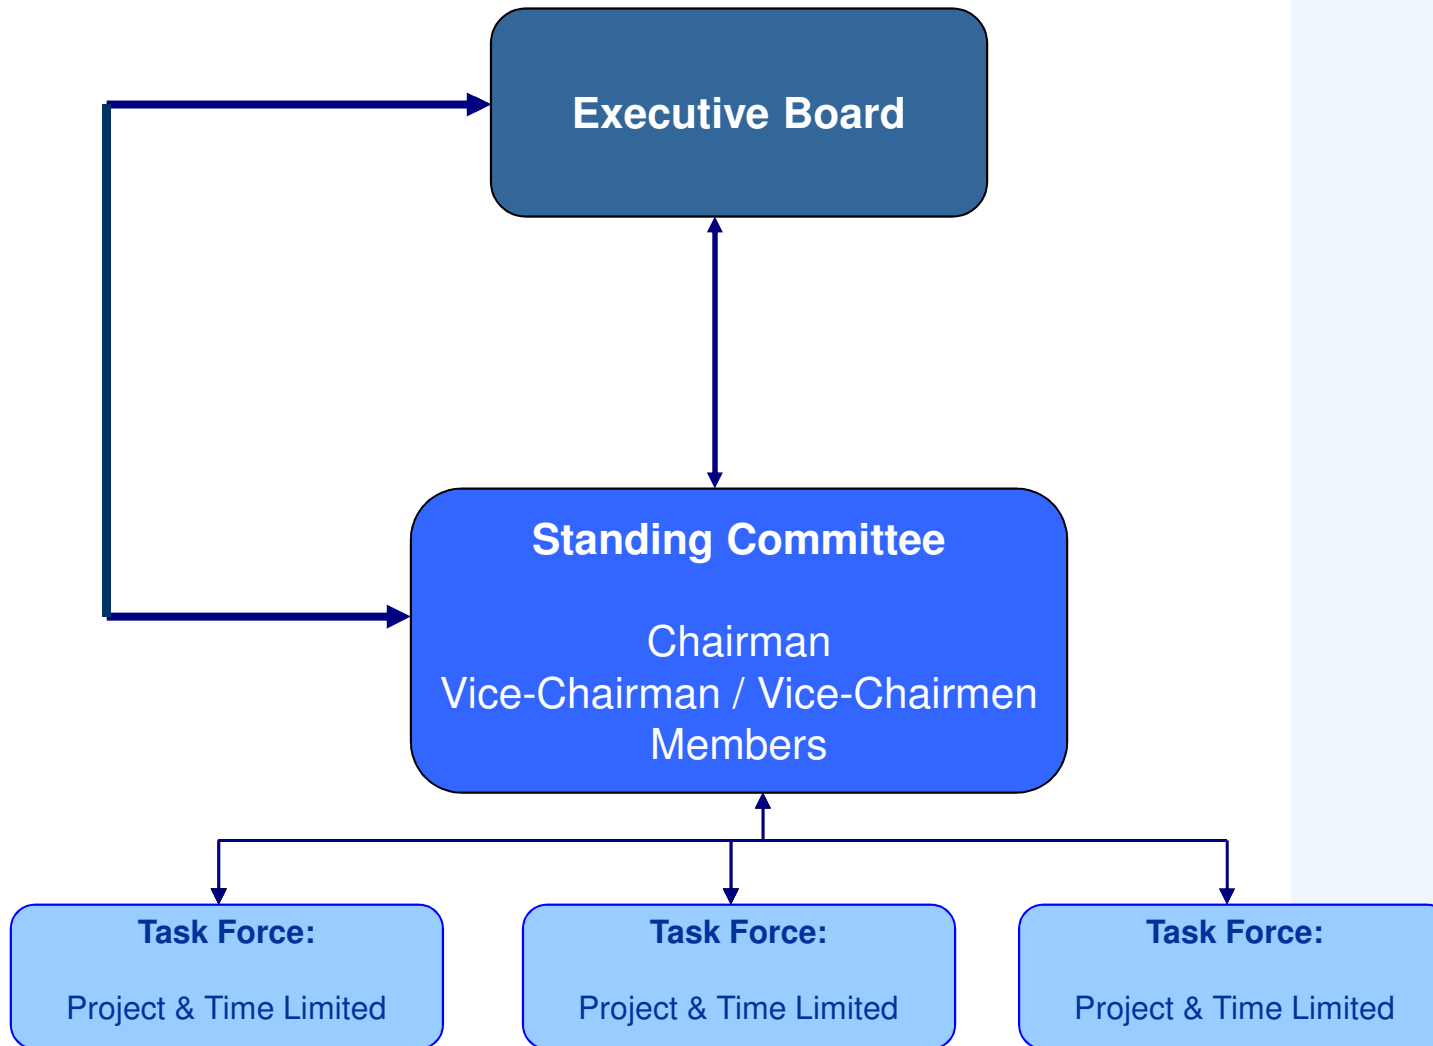 Executive Board
Standing Committee
Chairman
Vice-Chairman / Vice-Chairmen
Members
Task Force:
Project & Time Limited
Task Force:
Project & Time Limited
Task Force:
Project & Time Limited